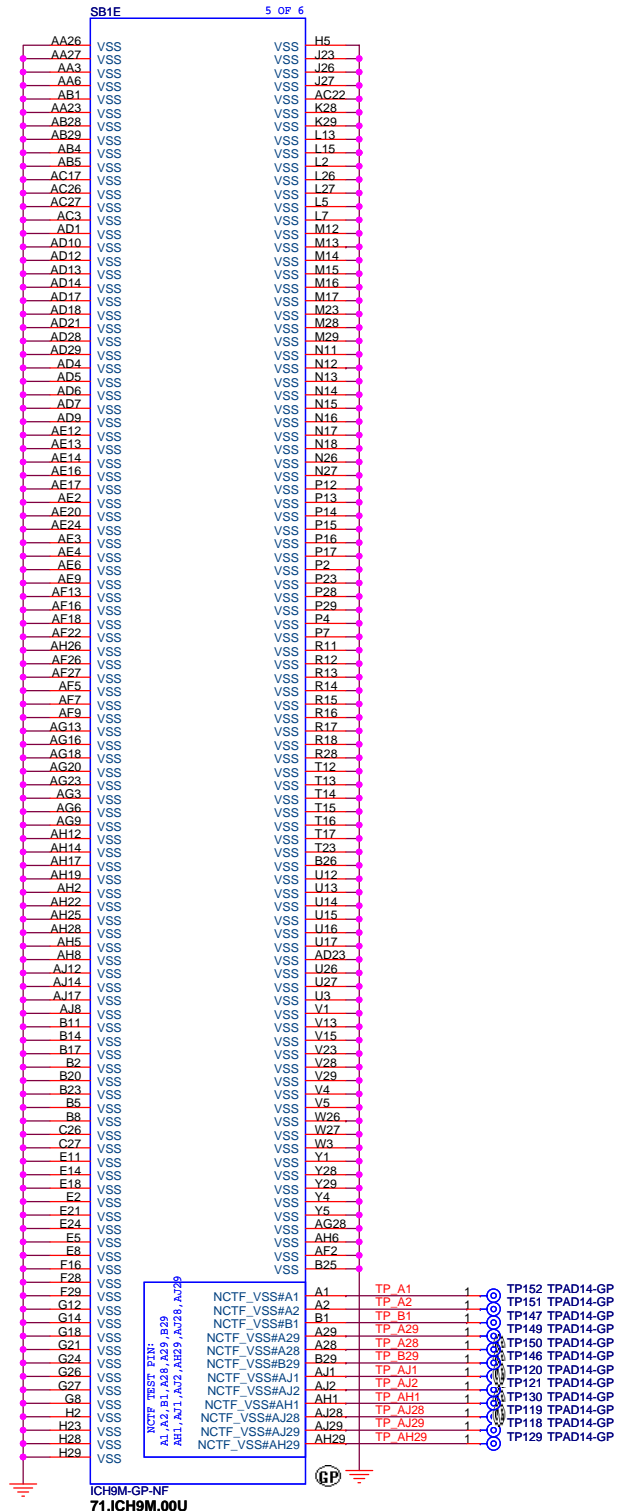 SB1E 5 OF 6
AA26 VSS VSS H5
AA27 VSS VSS J23
AA3 VSS VSS J26
AA6 VSS VSS J27
AB1 VSS VSS AC22
AA23 VSS VSS K28
AB28 VSS VSS K29
AB29 VSS VSS L13
AB4 VSS VSS L15
AB5 VSS VSS L2
AC17 VSS VSS L26
AC26 VSS VSS L27
AC27 VSS VSS L5
AC3 VSS VSS L7
AD1 VSS VSS M12
AD10 VSS VSS M13
AD12 VSS VSS M14
AD13 VSS VSS M15
AD14 VSS VSS M16
AD17 VSS VSS M17
AD18 VSS VSS M23
AD21 VSS VSS M28
AD28 VSS VSS M29
AD29 VSS VSS N11
AD4 VSS VSS N12
AD5 VSS VSS N13
AD6 VSS VSS N14
AD7 VSS VSS N15
AD9 VSS VSS N16
AE12 VSS VSS N17
AE13 VSS VSS N18
AE14 VSS VSS N26
AE16 VSS VSS N27
AE17 VSS VSS P12
AE2 VSS VSS P13
AE20 VSS VSS P14
AE24 VSS VSS P15
AE3 VSS VSS P16
AE4 VSS VSS P17
AE6 VSS VSS P2
AE9 VSS VSS P23
AF13 VSS VSS P28
AF16 VSS VSS P29
AF18 VSS VSS P4
AF22 VSS VSS P7
AH26 VSS VSS R11
AF26 VSS VSS R12
AF27 VSS VSS R13
AF5 VSS VSS R14
AF7 VSS VSS R15
AF9 VSS VSS R16
AG13 VSS VSS R17
AG16 VSS VSS R18
AG18 VSS VSS R28
AG20 VSS VSS T12
AG23 VSS VSS T13
AG3 VSS VSS T14
AG6 VSS VSS T15
AG9 VSS VSS T16
AH12 VSS VSS T17
AH14 VSS VSS T23
AH17 VSS VSS B26
AH19 VSS VSS U12
AH2 VSS VSS U13
AH22 VSS VSS U14
AH25 VSS VSS U15
AH28 VSS VSS U16
AH5 VSS VSS U17
AH8 VSS VSS AD23
AJ12 VSS VSS U26
AJ14 VSS VSS U27
AJ17 VSS VSS U3
AJ8 VSS VSS V1
B11 VSS VSS V13
B14 VSS VSS V15
B17 VSS VSS V23
B2 VSS VSS V28
B20 VSS VSS V29
B23 VSS VSS V4
B5 VSS VSS V5
B8 VSS VSS W26
C26 VSS VSS W27
C27 VSS VSS W3
E11 VSS VSS Y1
E14 VSS VSS Y28
E18 VSS VSS Y29
E2 VSS VSS Y4
E21 VSS VSS Y5
E24 VSS VSS AG28
E5 VSS VSS AH6
E8 VSS VSS AF2
F16 VSS VSS B25
F28 VSS
F29 VSS NCTF_VSS#A1 A1 TP_A1 1 TP152 TPAD14-GP
G12 VSS NCTF_VSS#A2 A2 TP_A2 1 TP151 TPAD14-GP
G14 VSS NCTF_VSS#B1 B1 TP_B1 1 TP147 TPAD14-GP
G18 VSS NCTF_VSS#A29 A29 TP_A29 1 TP149 TPAD14-GP
G21 VSS NCTF_VSS#A28 A28 TP_A28 1 TP150 TPAD14-GP
G24 VSS NCTF_VSS#B29 B29 TP_B29 1 TP146 TPAD14-GP
G26 VSS NCTF_VSS#AJ1 AJ1 TP_AJ1 1 TP120 TPAD14-GP
G27 VSS NCTF_VSS#AJ2 AJ2 TP_AJ2 1 TP121 TPAD14-GP
G8 VSS NCTF_VSS#AH1 AH1 TP_AH1 1 TP130 TPAD14-GP
H2 VSS NCTF_VSS#AJ28 AJ28 TP_AJ28 1 TP119 TPAD14-GP
H23 VSS NCTF_VSS#AJ29 AJ29 TP_AJ29 1 TP118 TPAD14-GP
H28 VSS NCTF_VSS#AH29 AH29 TP_AH29 1 TP129 TPAD14-GP
H29 VSS
NCTF TEST PIN:
A1,A2,B1,A28,A29,B29
AH1,AJ1,AJ2,AH29,AJ28,AJ29
GP
ICH9M-GP-NF
71.ICH9M.00U